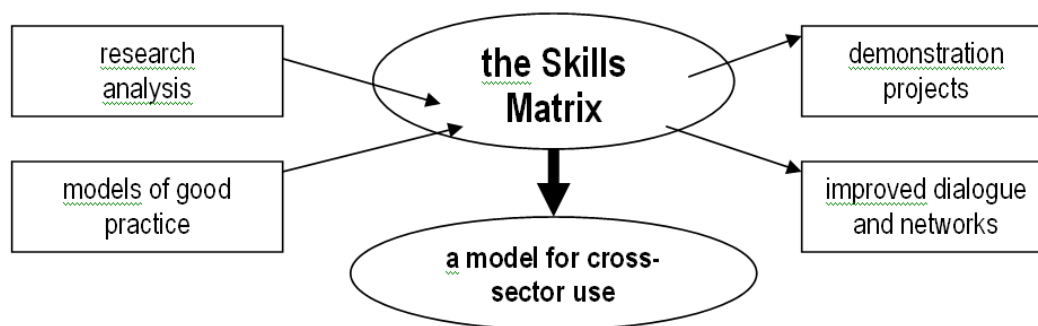 research
analysis
models of good
practice
the Skills
Matrix
a model for cross-
sector use
demonstration
projects
improved dialogue
and networks